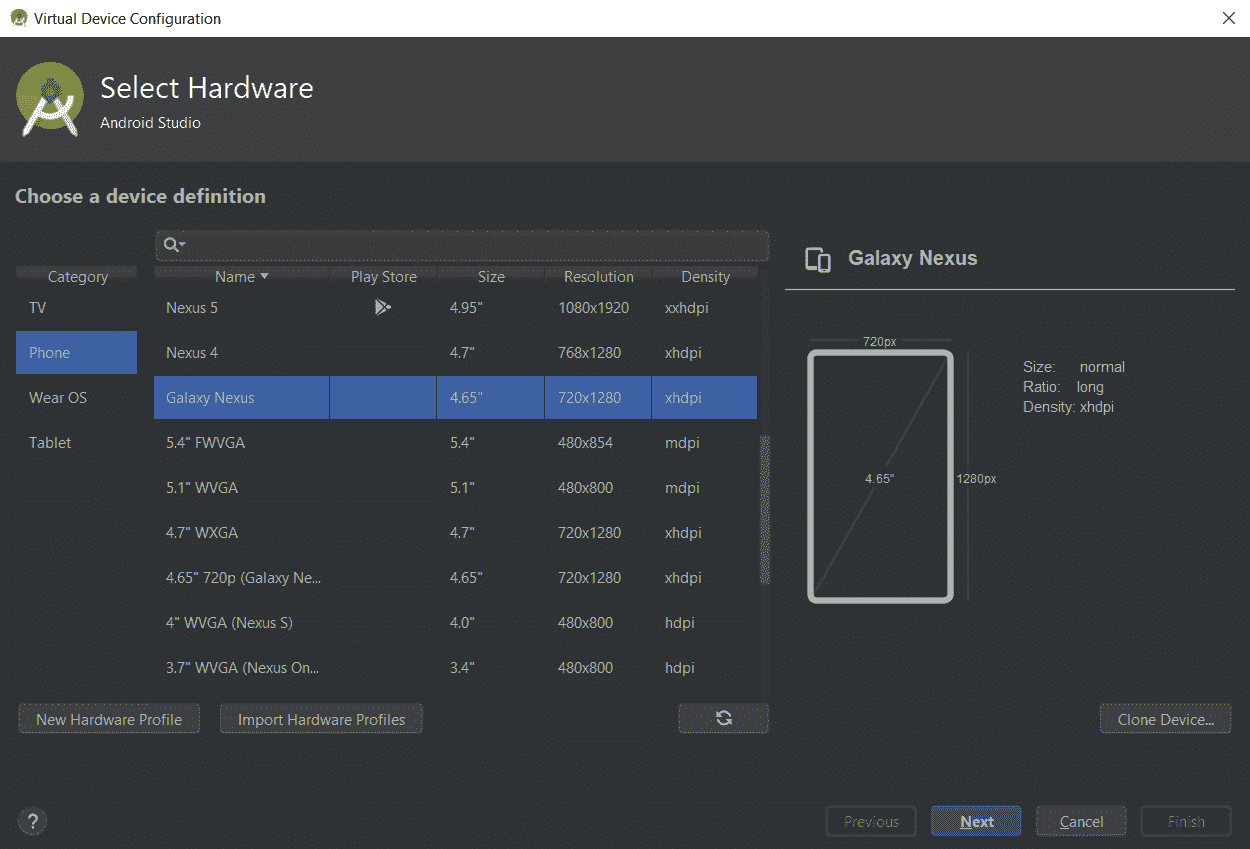 Virtual Device Configuration
Select Hardware
Android Studio
Choose a device definition
Category
TV
Phone
Wear OS
Tablet
Name Play Store Size Resolution Density
Nexus 5 4.95" 1080x1920 xxhdpi
Nexus 4 4.7" 768x1280 xhdpi
Galaxy Nexus 4.65" 720x1280 xhdpi
5.4" FWVGA 5.4" 480x854 mdpi
5.1" WVGA 5.1" 480x800 mdpi
4.7" WXGA 4.7" 720x1280 xhdpi
4.65" 720p (Galaxy Ne... 4.65" 720x1280 xhdpi
4" WVGA (Nexus S) 4.0" 480x800 hdpi
3.7" WVGA (Nexus On... 3.4" 480x800 hdpi
Galaxy Nexus
720px
4.65"
1280px
Size: normal
Ratio: long
Density: xhdpi
New Hardware Profile Import Hardware Profiles Clone Device...
? Previous Next Cancel Finish